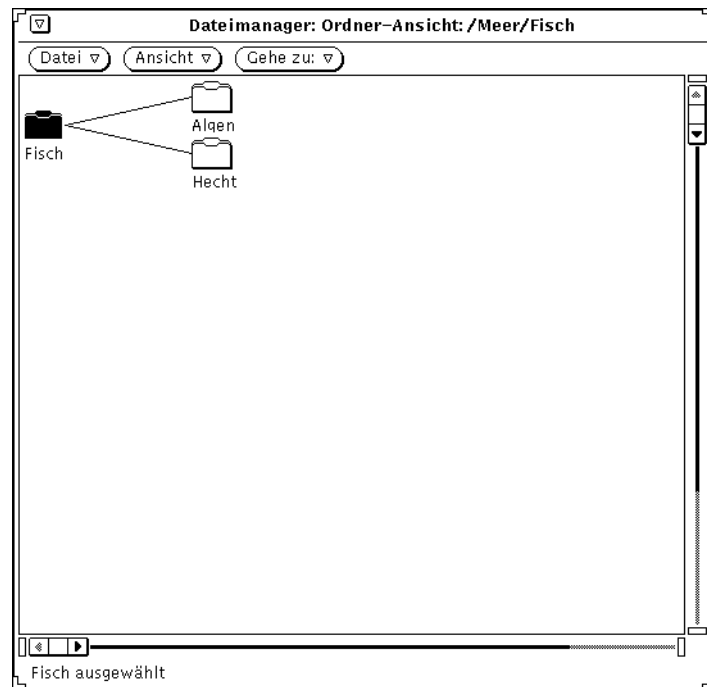 Dateimanager: Ordner-Ansicht: /Meer/Fisch
Datei Ansicht Gehe zu:
Algen
Fisch
Hecht
Fisch ausgewählt